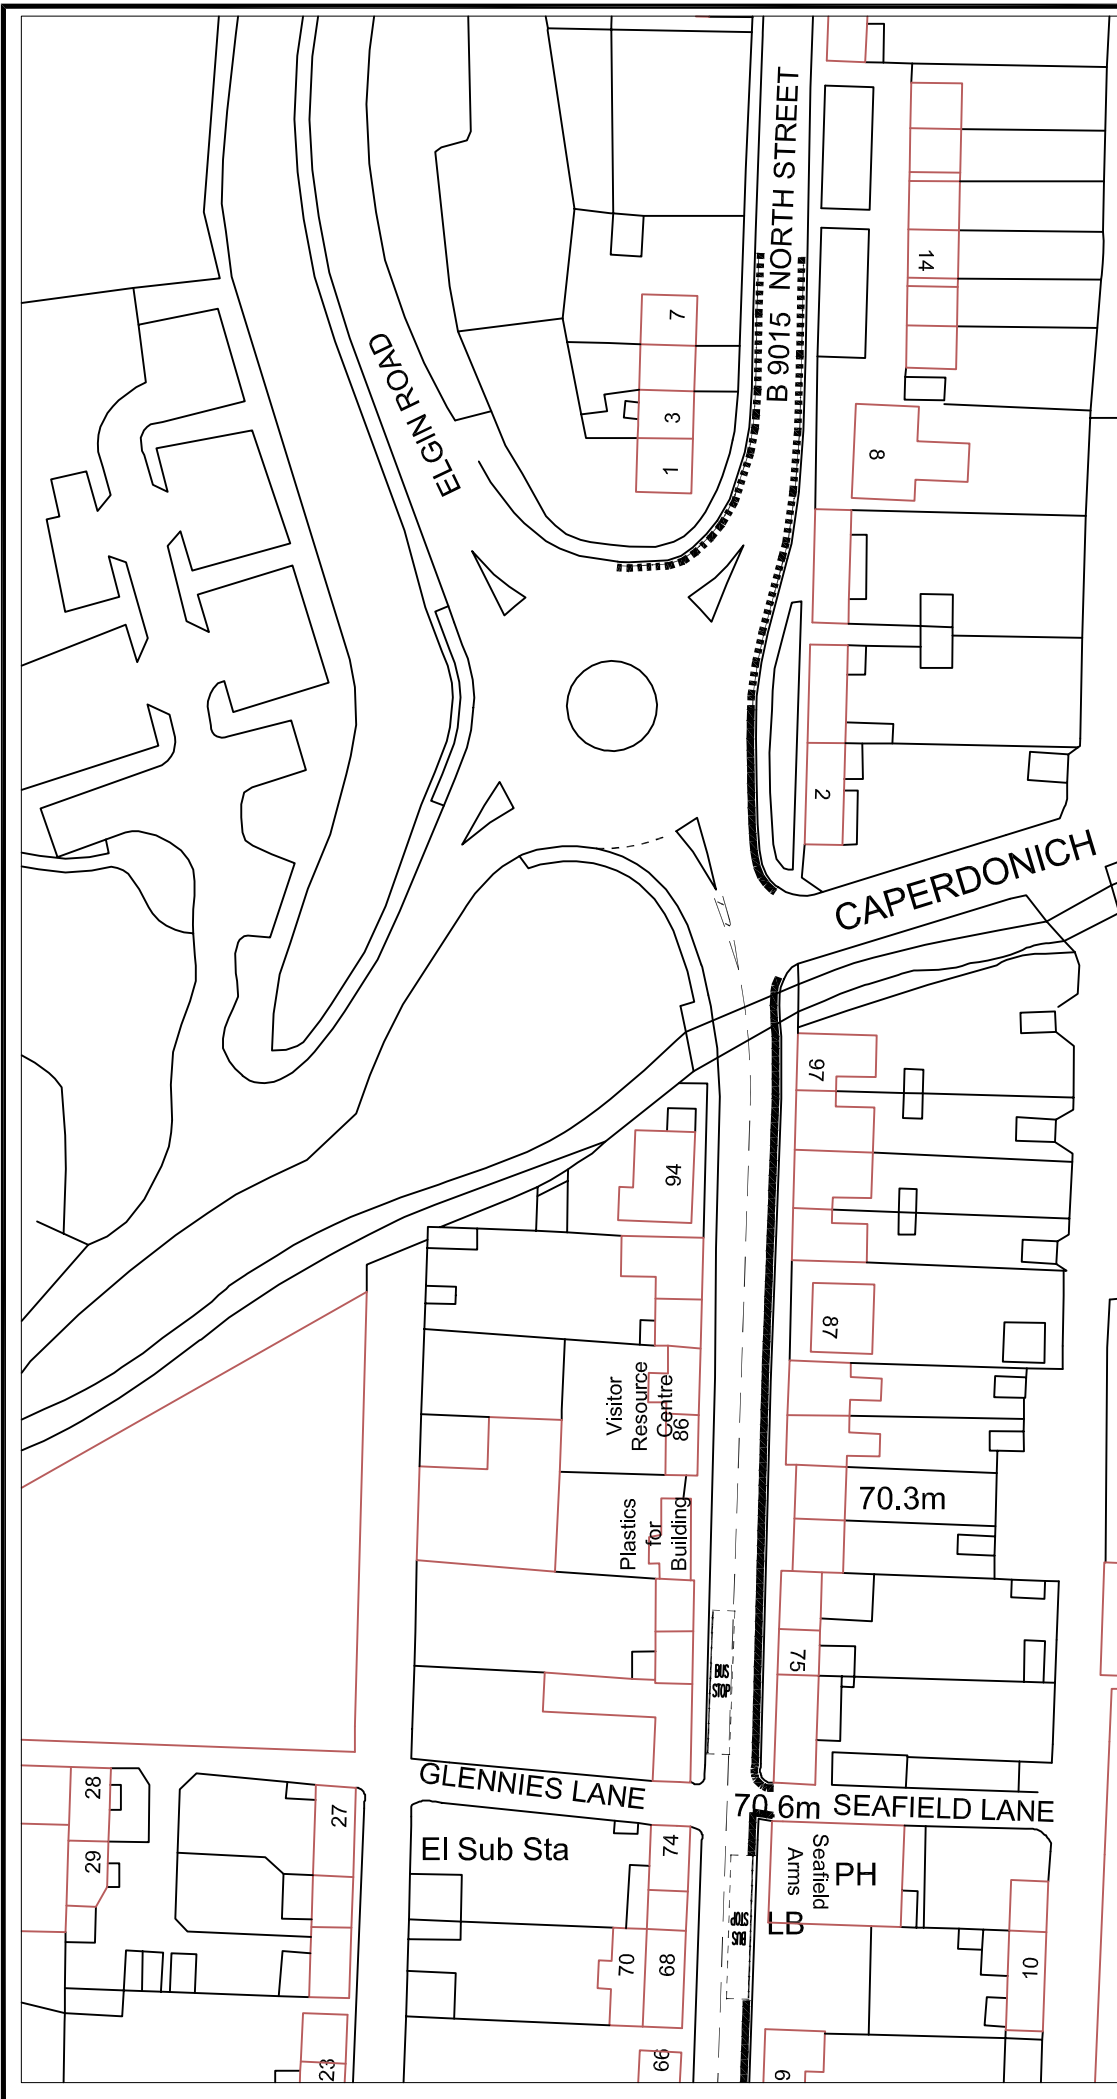 B 9015 NORTH STREET
14
7
ELGIN ROAD
3
8
1
2
CAPERDONICH
97
94
87
Visitor
Resource
Centre
86
70.3m
Plastics
for
Building
75
BUS
STOP
GLENNIES LANE
70.6m
SEAFIELD LANE
28
27
El Sub Sta
74
Seafield
Arms
PH
29
LB
BUS
STOP
70
68
10
66
23